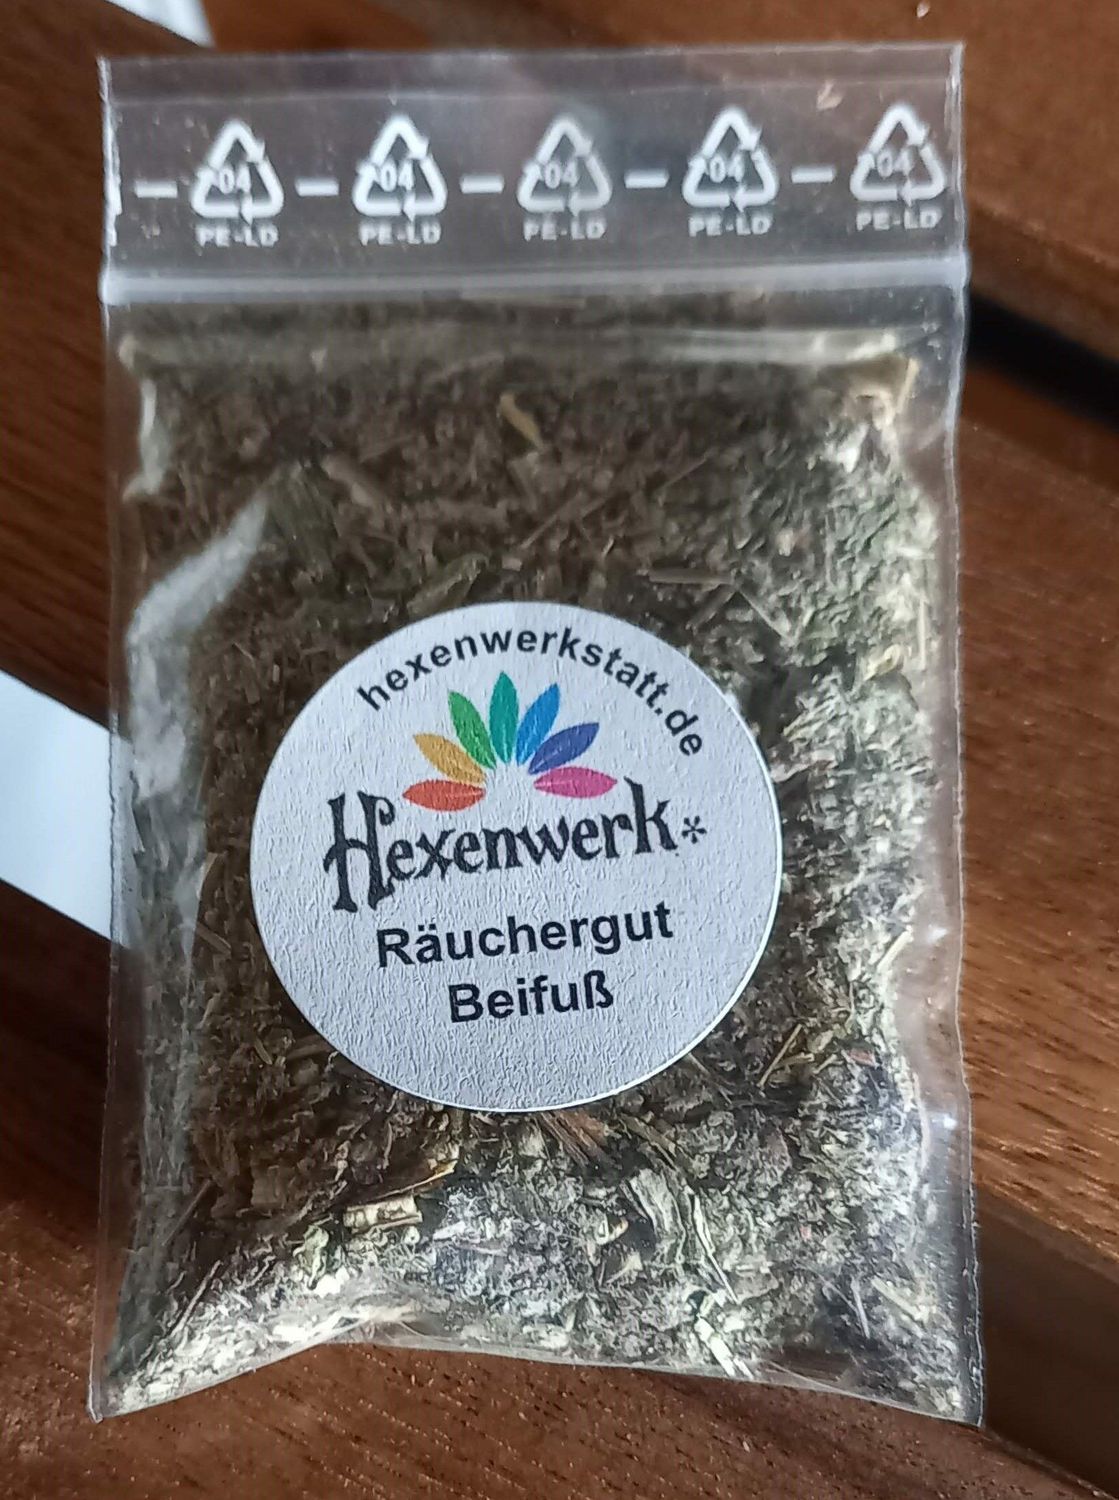 04 04 04 04 04
PE-LD PE-LD PE-LD PE-LD PE-LD
hexenwerkstatt.de
Hexenwerk*
Räuchergut
Beifuß